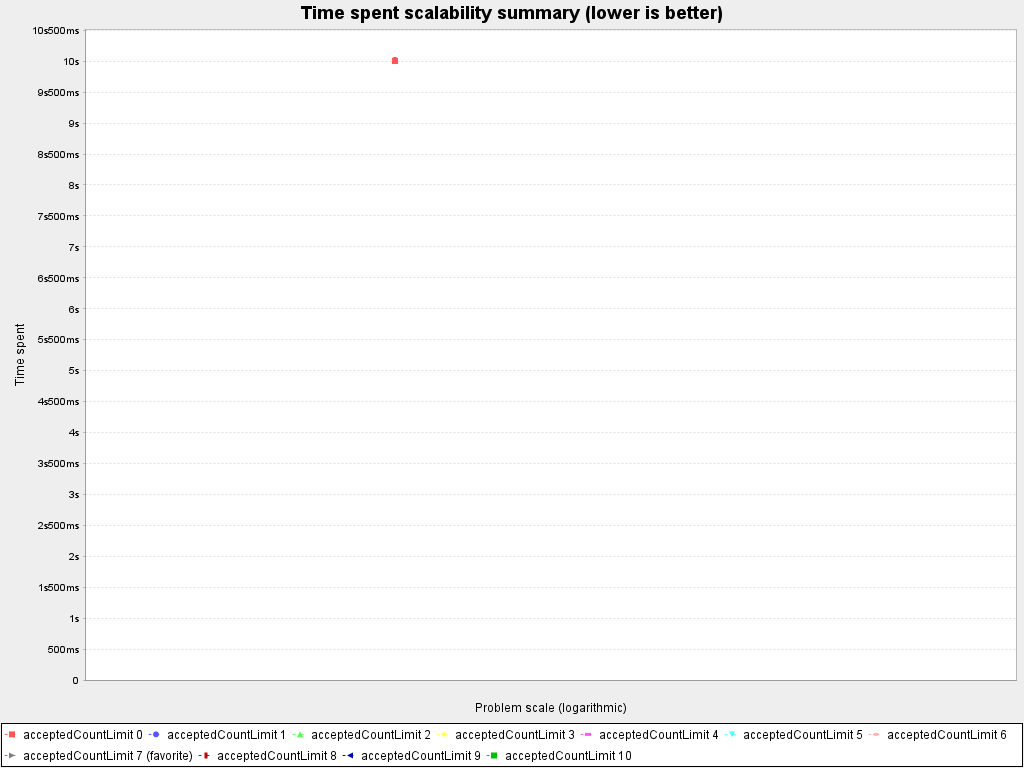 Time spent scalability summary (lower is better)
10s500ms
10s
9s500ms
9s
8s500ms
8s
7s500ms
7s
6s500ms
6s
5s500ms
5s
4s500ms
4s
3s500ms
3s
2s500ms
2s
1s500ms
1s
500ms
0
Time spent
Problem scale (logarithmic)
acceptedCountLimit 0 acceptedCountLimit 1 acceptedCountLimit 2 acceptedCountLimit 3 acceptedCountLimit 4 acceptedCountLimit 5 acceptedCountLimit 6
acceptedCountLimit 7 (favorite) acceptedCountLimit 8 acceptedCountLimit 9 acceptedCountLimit 10